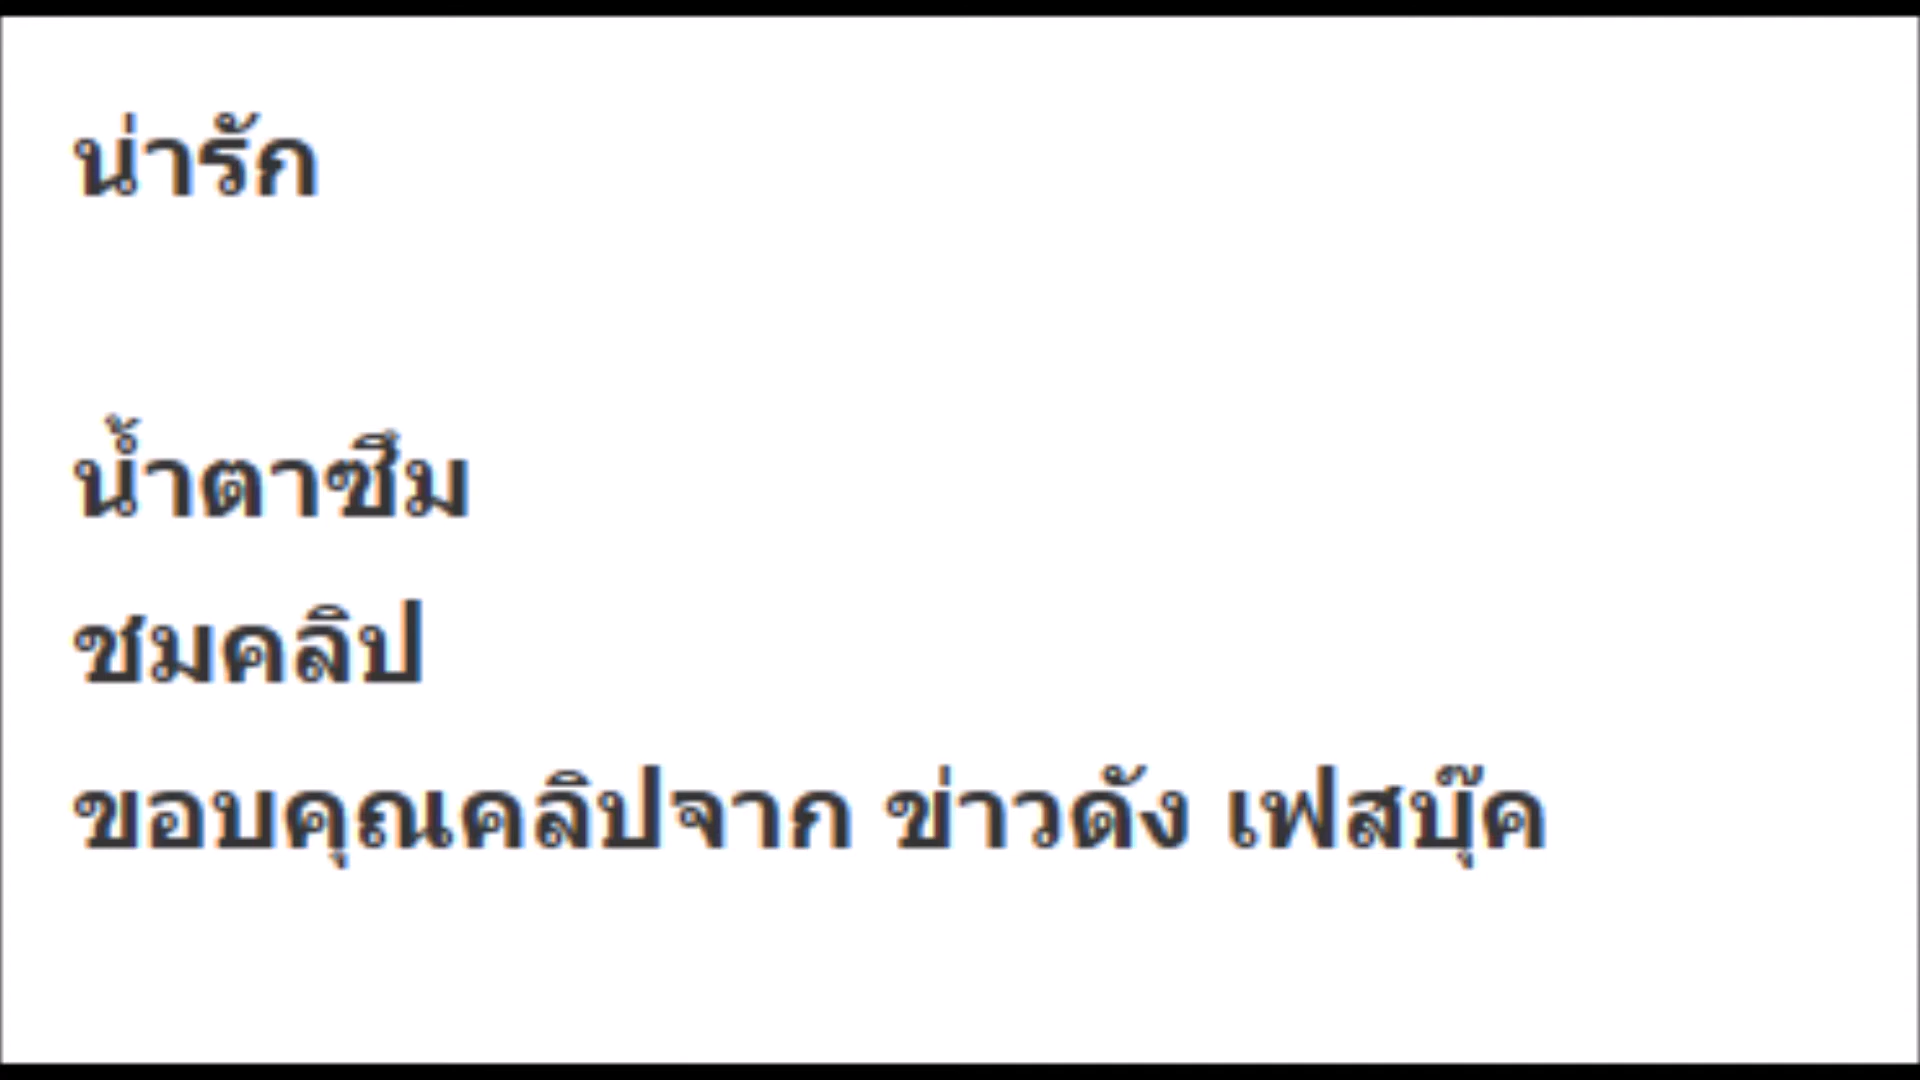 น่ารัก
น้ำตาซึม
ชมคลิป
ขอบคุณคลิปจาก ข่าวดัง เฟสบุ๊ค